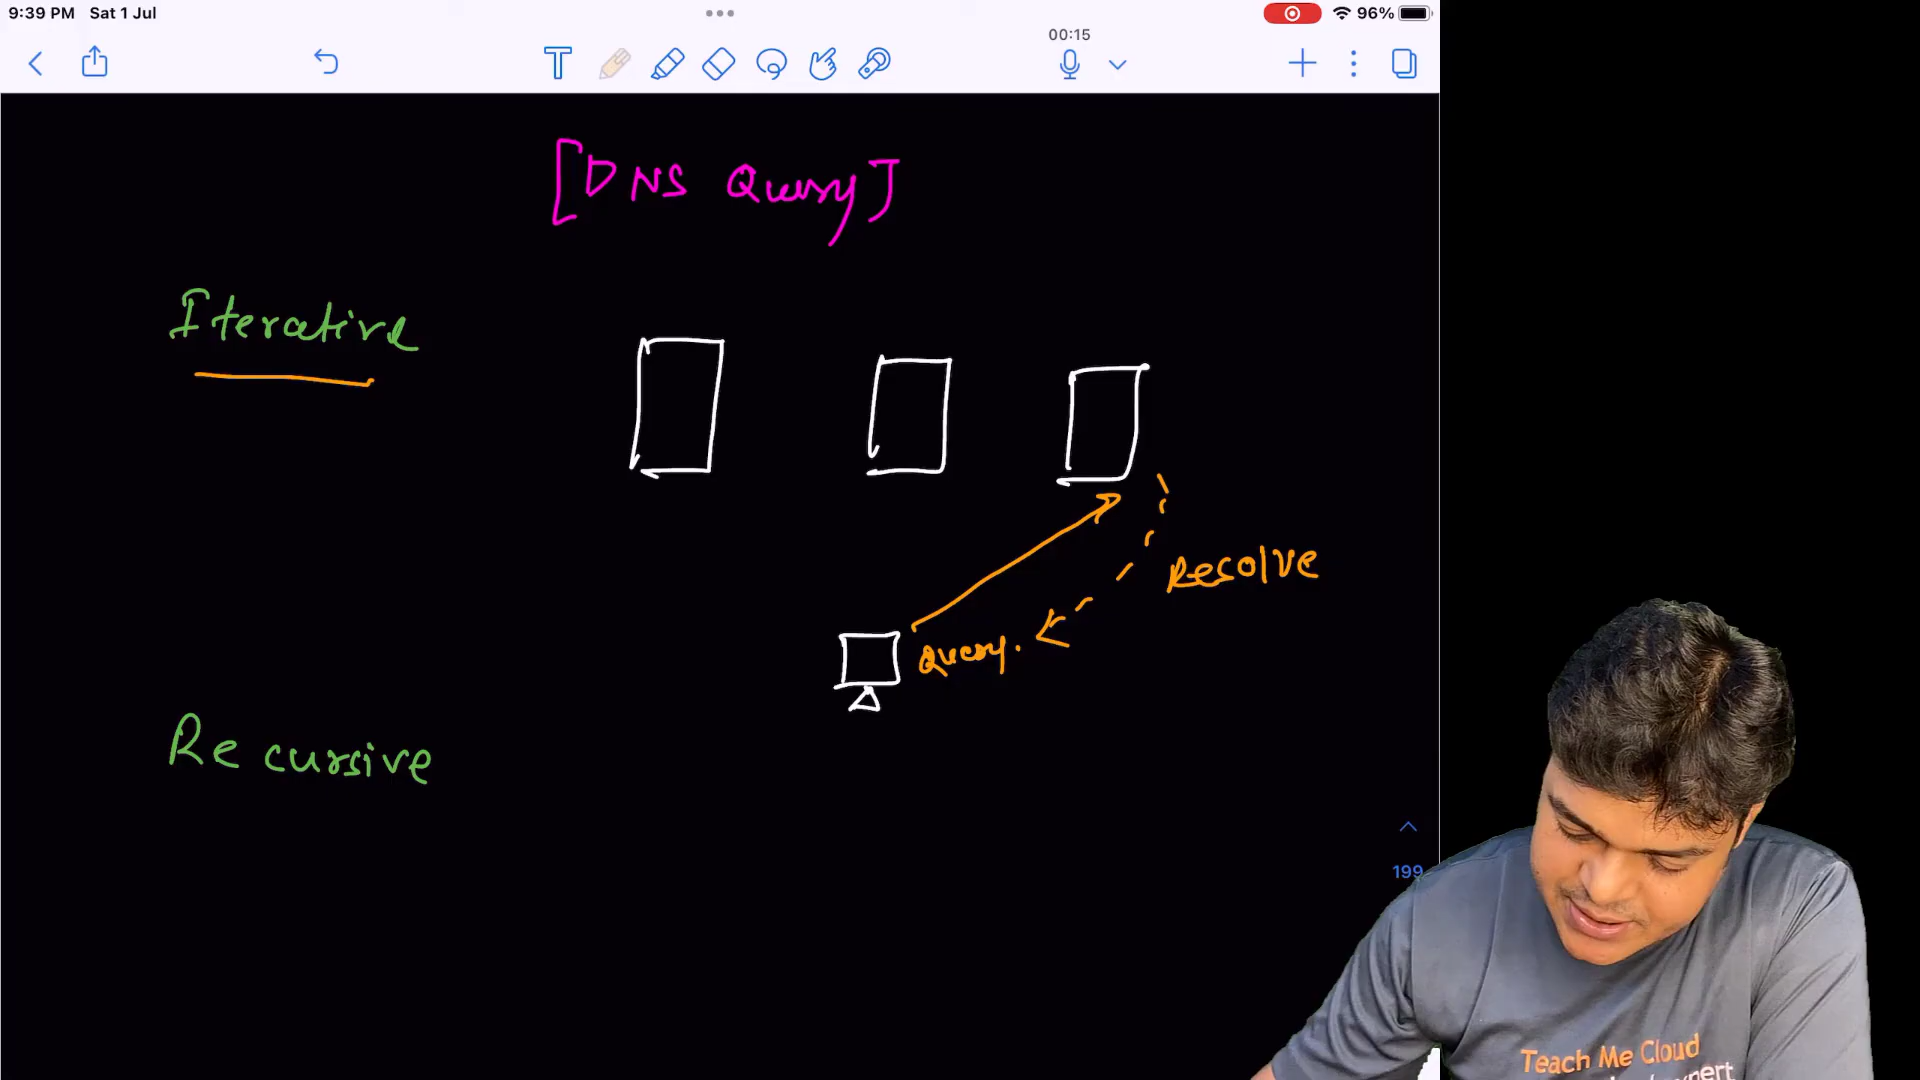 9:39 PM Sat 1 Jul
96%
00:15
[DNS Query]
Iterative
Resolve
Query.
Recursive
199
Teach Me Cloud